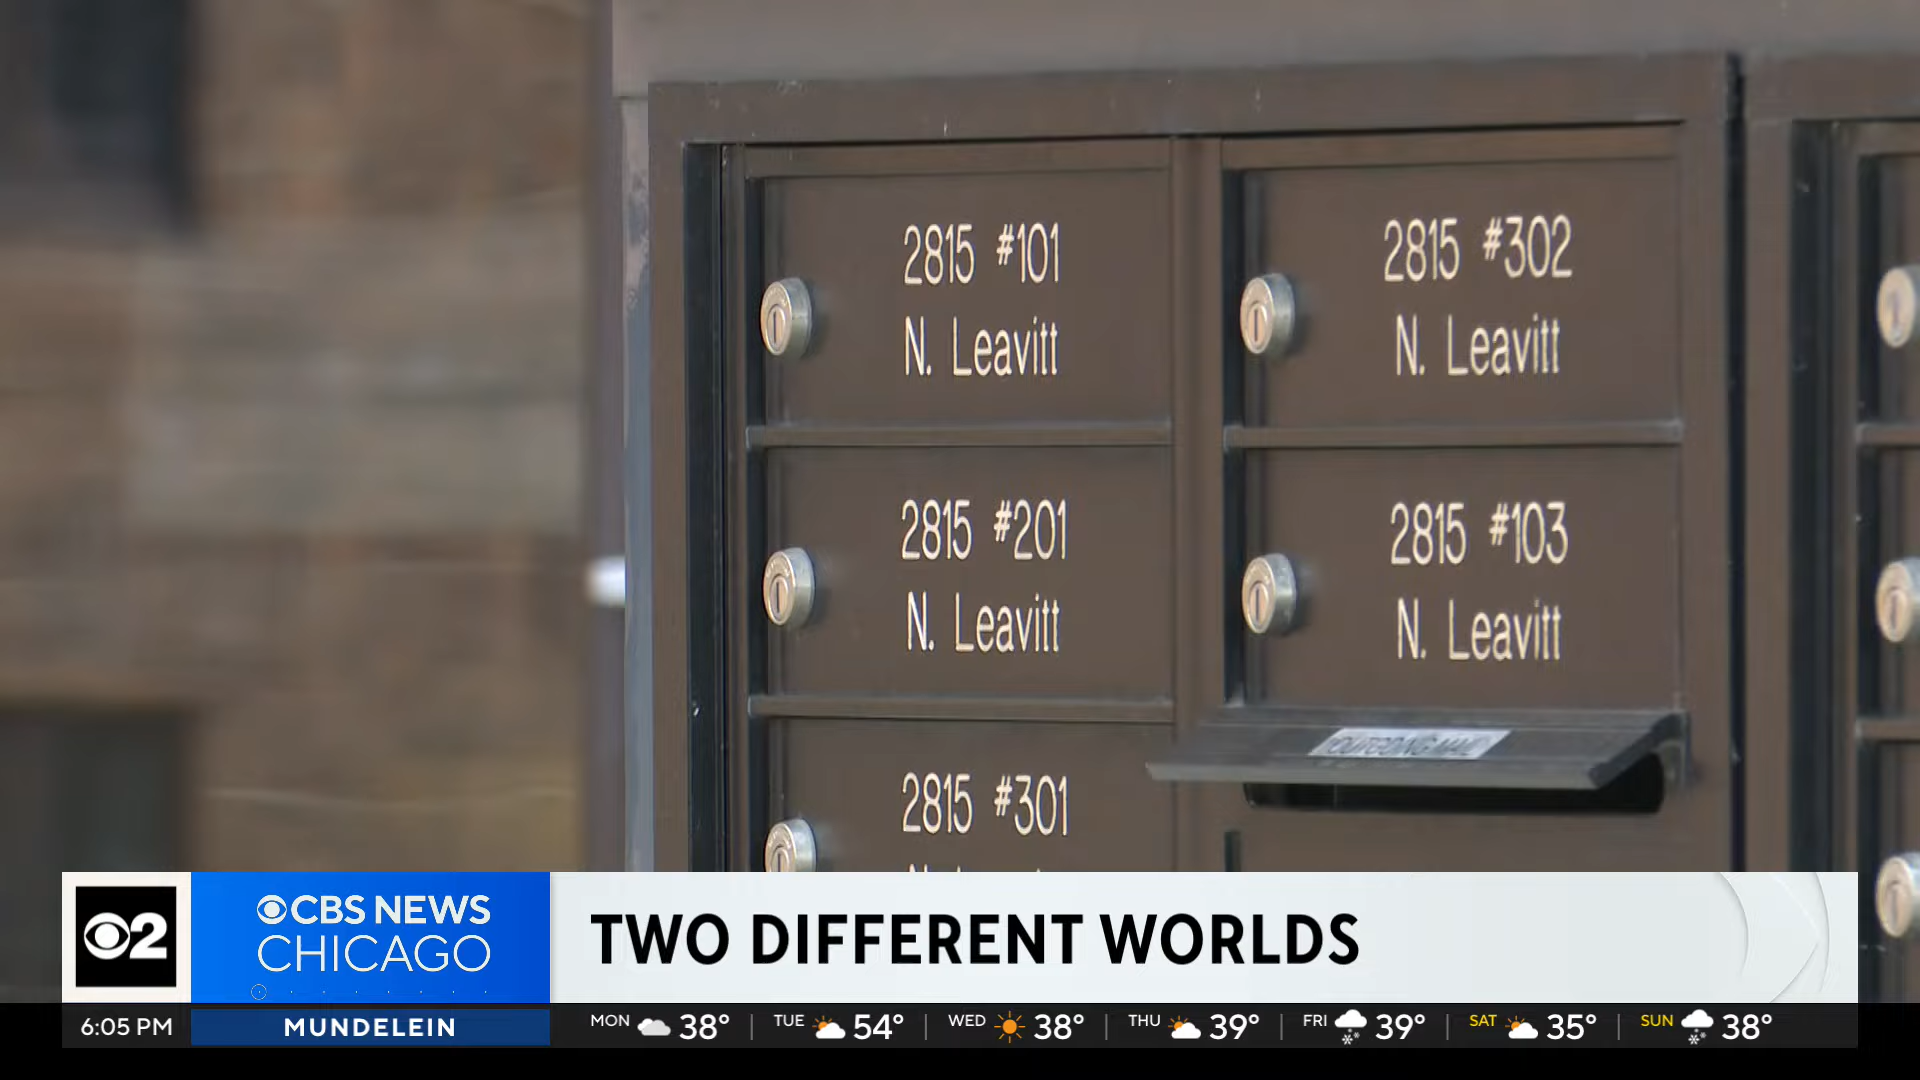 2815 #101
N. Leavitt
2815 #302
N. Leavitt
2815 #201
N. Leavitt
2815 #103
N. Leavitt
OUTGOING MAIL
2815 #301
2
CBS NEWS
CHICAGO
TWO DIFFERENT WORLDS
6:05 PM
MUNDELEIN
MON 38° TUE 54° WED 38° THU 39° FRI 39° SAT 35° SUN 38°